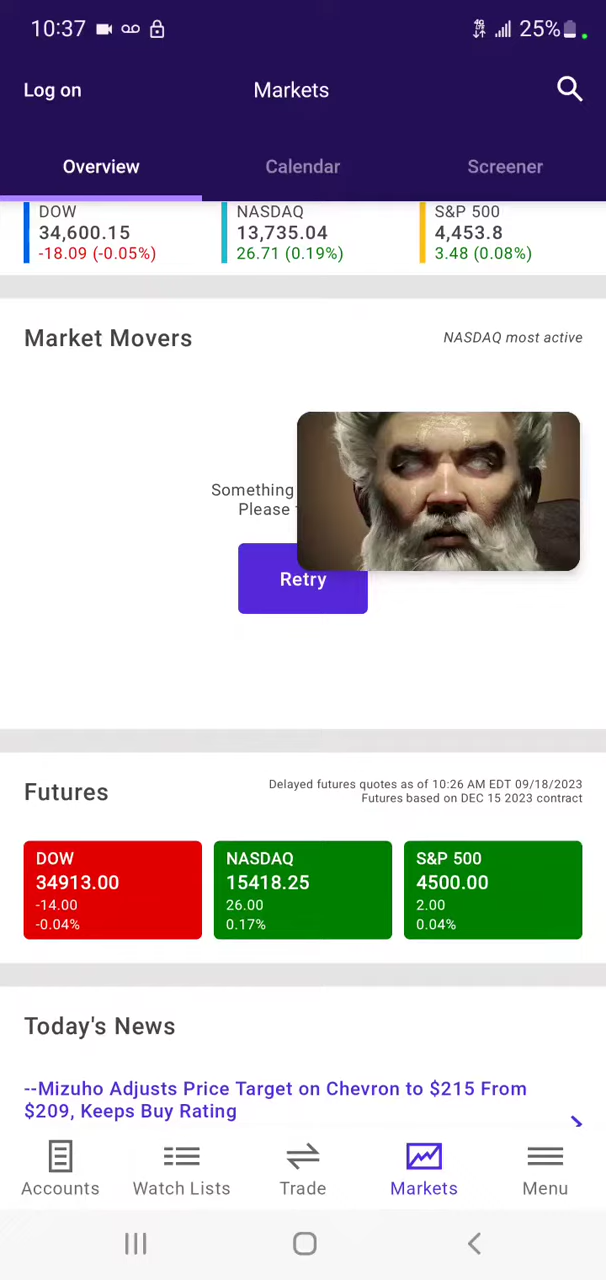 10:37
25%
Log on
Markets
Overview
Calendar
Screener
DOW
34,600.15
-18.09 (-0.05%)
NASDAQ
13,735.04
26.71 (0.19%)
S&P 500
4,453.8
3.48 (0.08%)
Market Movers
NASDAQ most active
Something
Please
Retry
Futures
Delayed futures quotes as of 10:26 AM EDT 09/18/2023
Futures based on DEC 15 2023 contract
DOW
34913.00
-14.00
-0.04%
NASDAQ
15418.25
26.00
0.17%
S&P 500
4500.00
2.00
0.04%
Today's News
--Mizuho Adjusts Price Target on Chevron to $215 From
$209, Keeps Buy Rating
Accounts
Watch Lists
Trade
Markets
Menu